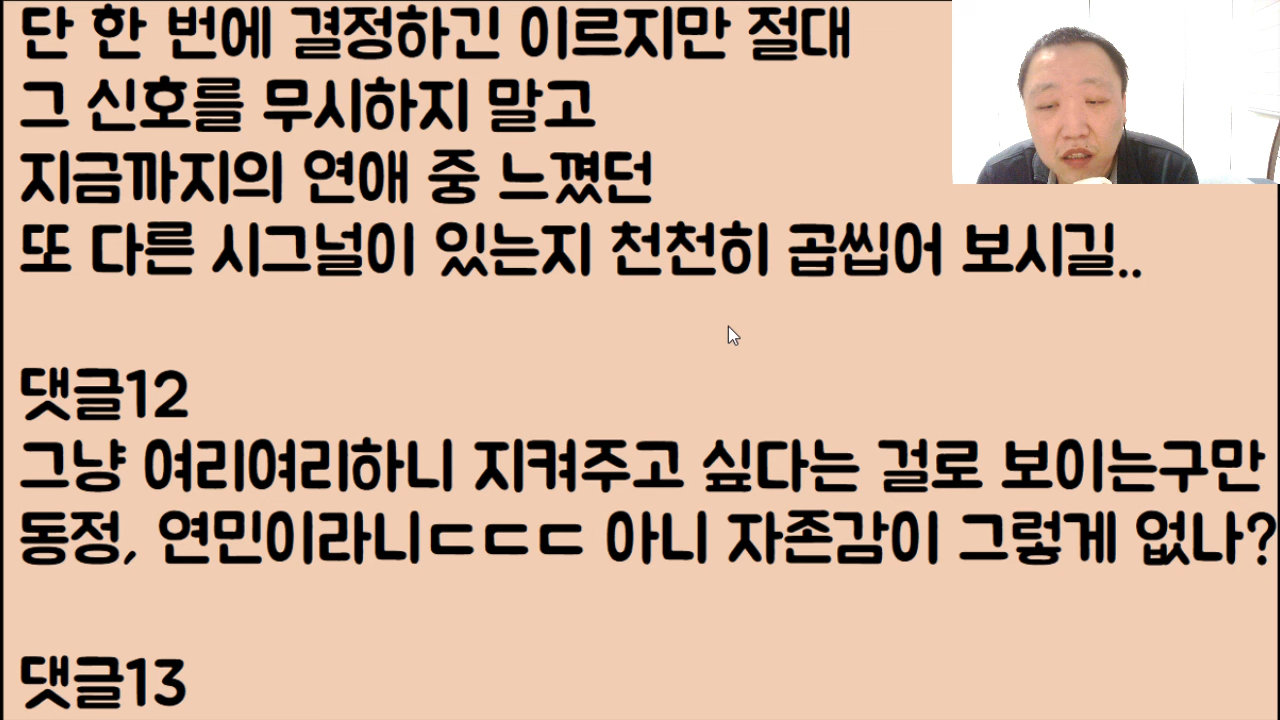 단 한 번에 결정하긴 이르지만 절대
그 신호를 무시하지 말고
지금까지의 연애 중 느꼈던
또 다른 시그널이 있는지 천천히 곱씹어 보시길..
댓글12
그냥 여리여리하니 지켜주고 싶다는 걸로 보이는구만
동정, 연민이라니ㄷㄷㄷ 아니 자존감이 그렇게 없나?
댓글13